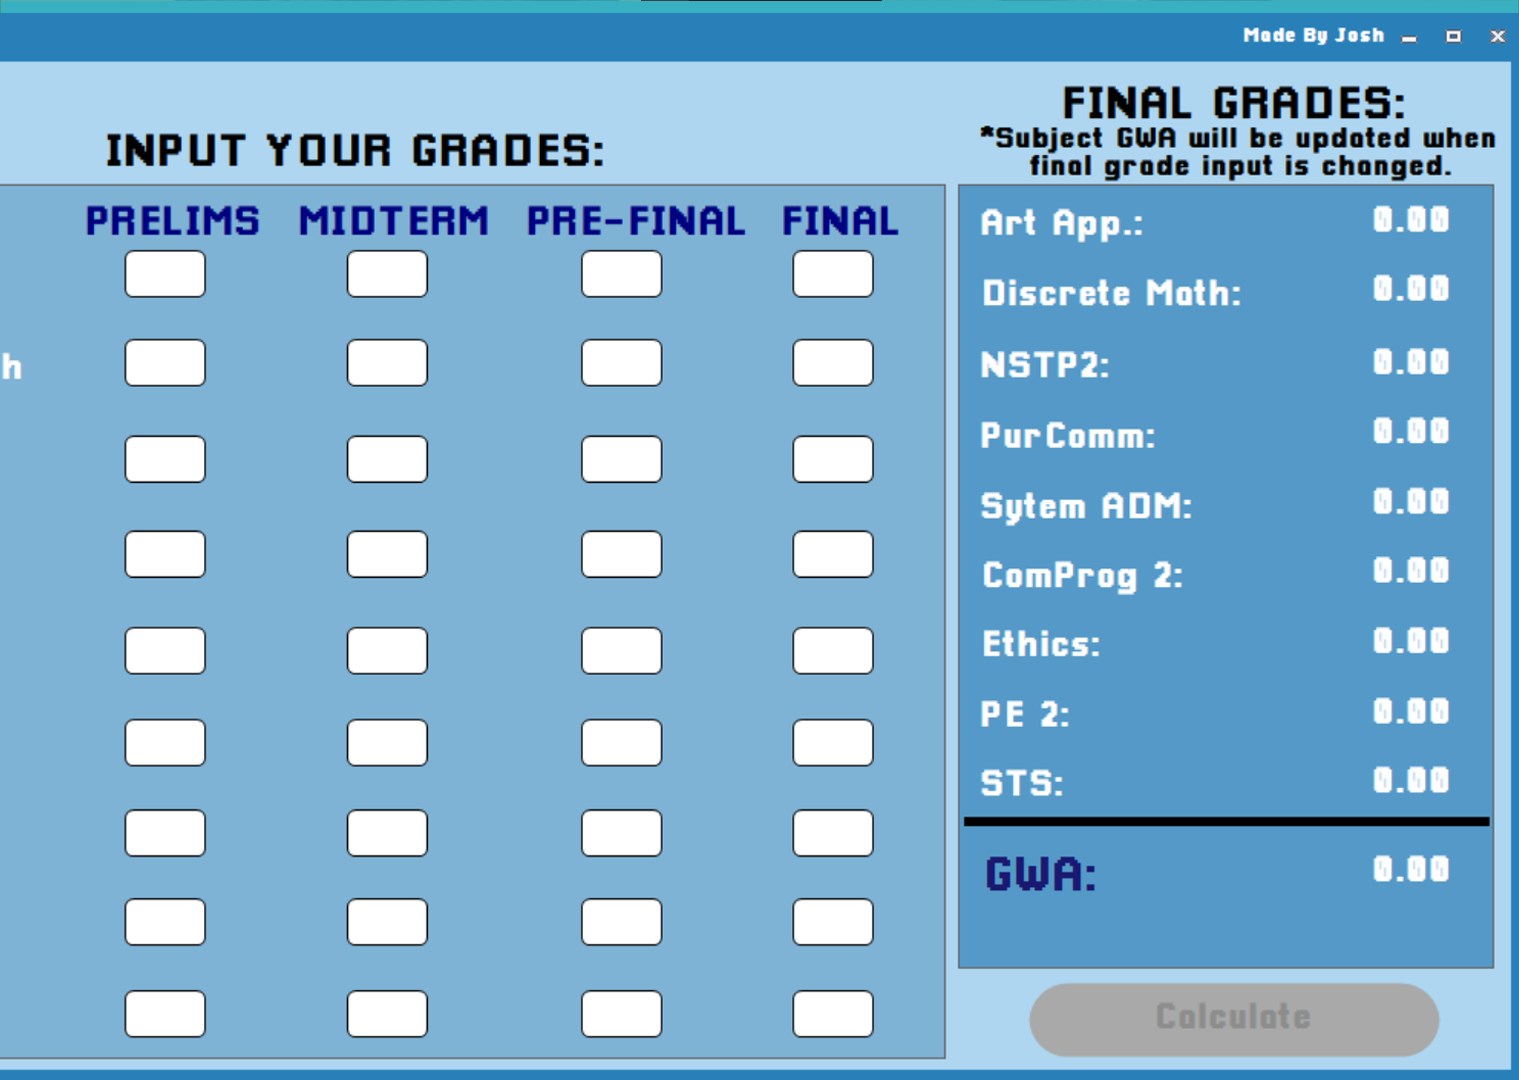 Made By Josh
INPUT YOUR GRADES:
FINAL GRADES:
*Subject GWA will be updated when
final grade input is changed.
PRELIMS MIDTERM PRE-FINAL FINAL
h
Art App.: 0.00
Discrete Math: 0.00
NSTP2: 0.00
PurComm: 0.00
Sytem ADM: 0.00
ComProg 2: 0.00
Ethics: 0.00
PE 2: 0.00
STS: 0.00
GWA: 0.00
Calculate